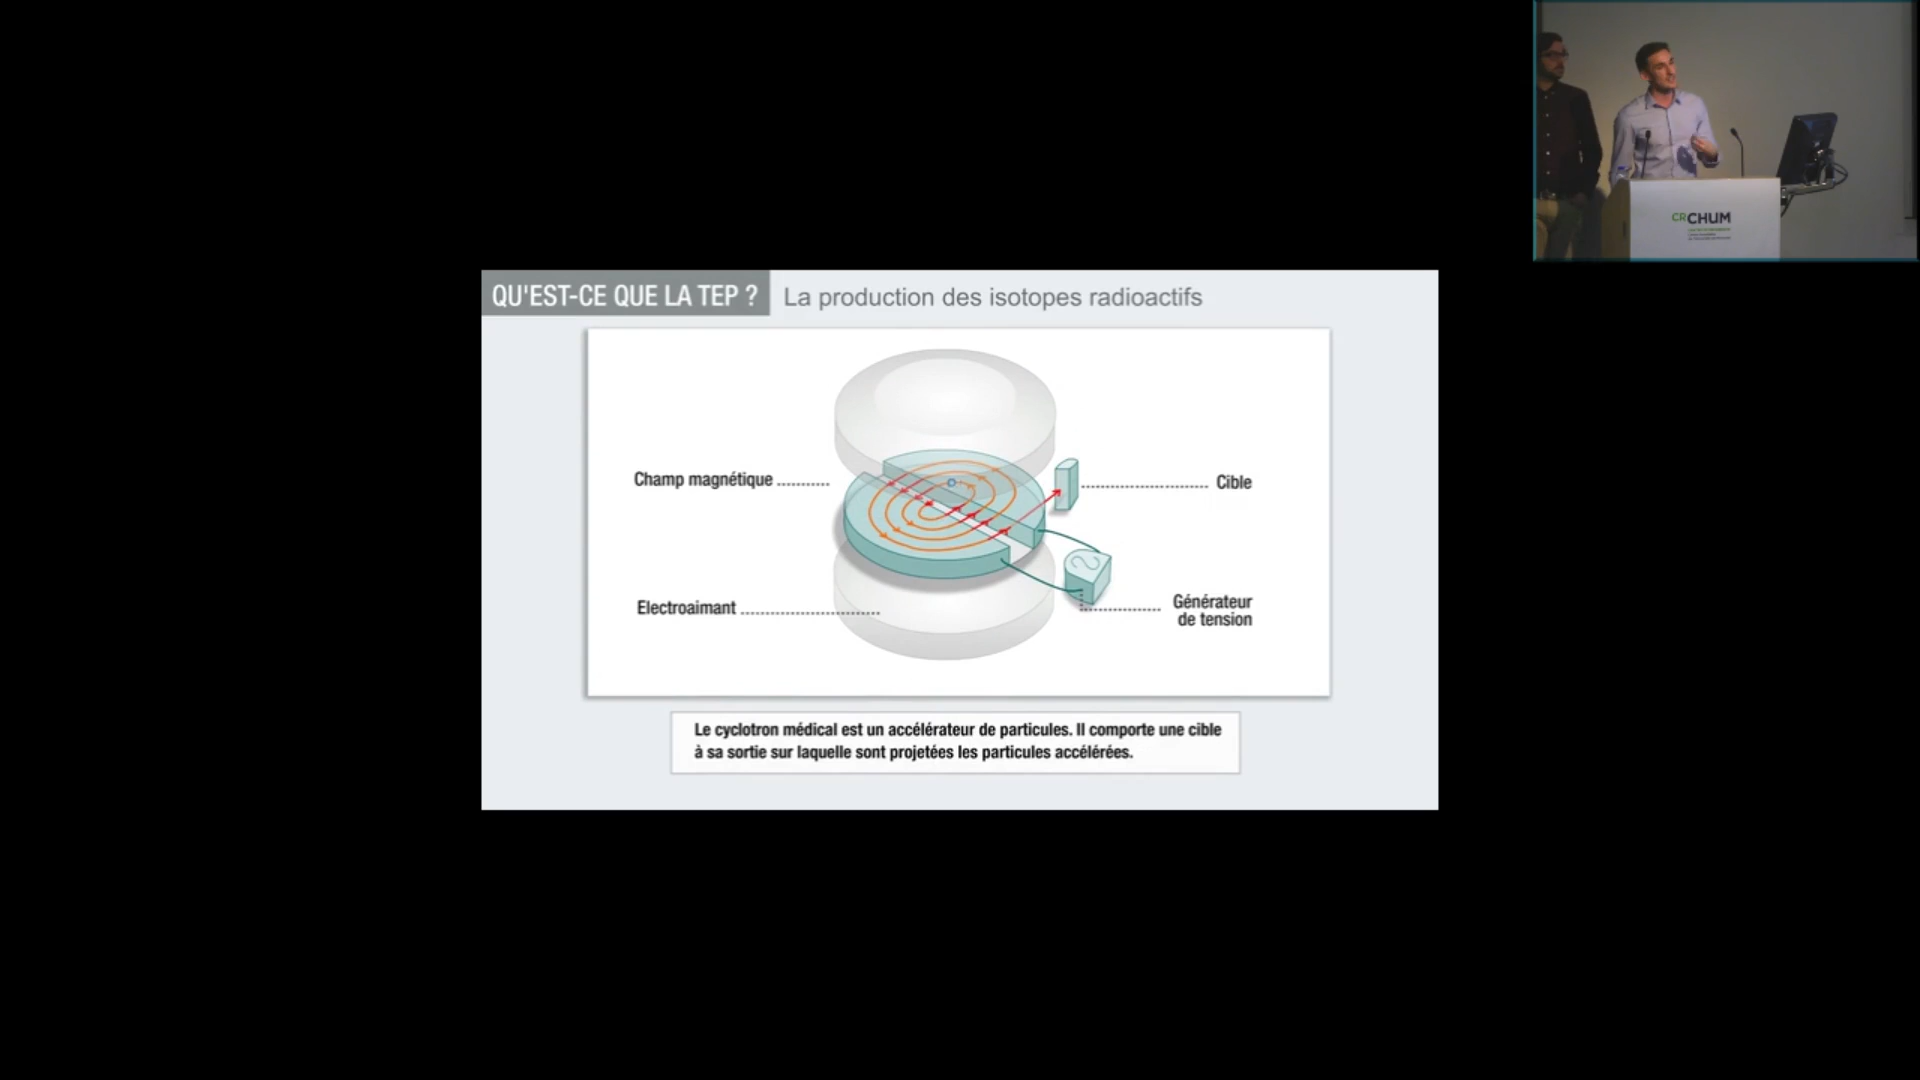 CRCHUM
QU'EST-CE QUE LA TEP ?
La production des isotopes radioactifs
Champ magnétique
Cible
Electroaimant
Générateur
de tension
Le cyclotron médical est un accélérateur de particules. Il comporte une cible
à sa sortie sur laquelle sont projetées les particules accélérées.